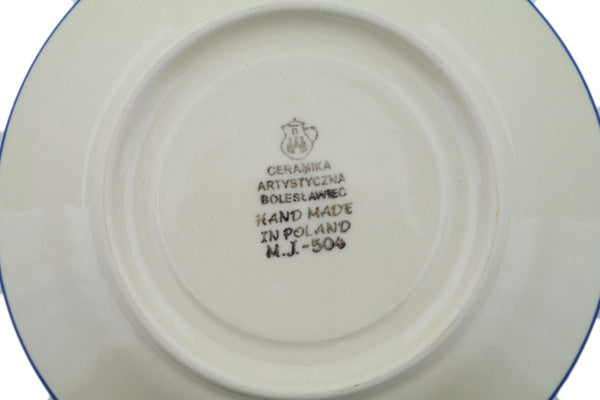 B
CERAMIKA
ARTYSTYCZNA
BOLESŁAWIEC
HAND MADE
IN POLAND
M.J.-504